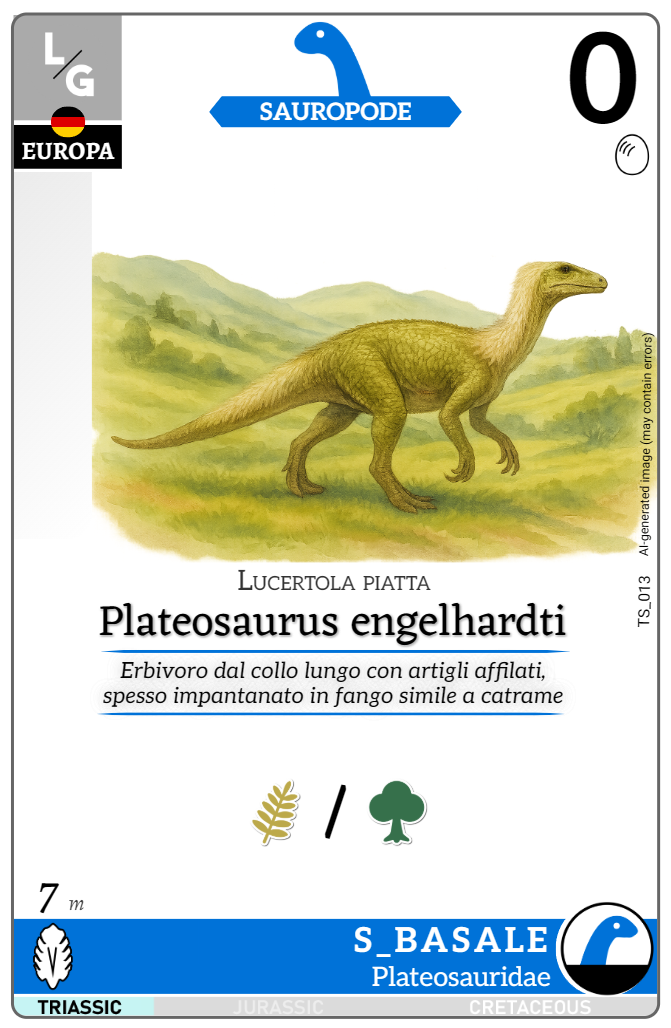 L/G
EUROPA
SAUROPODE
0
AI-generated image (may contain errors)
TS_013
Lucertola piatta
Plateosaurus engelhardti
Erbivoro dal collo lungo con artigli affilati,
spesso impantanato in fango simile a catrame
/
7 m
V
S_BASALE
Plateosauridae
TRIASSIC JURASSIC CRETACEOUS